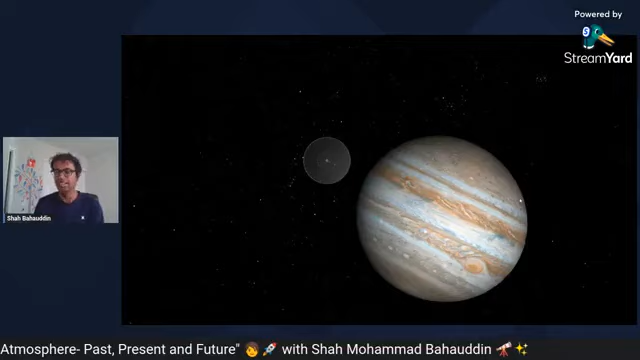 Powered by
StreamYard
Shah Bahauddin
Atmosphere- Past, Present and Future" 🧑🚀 with Shah Mohammad Bahauddin 🔭✨